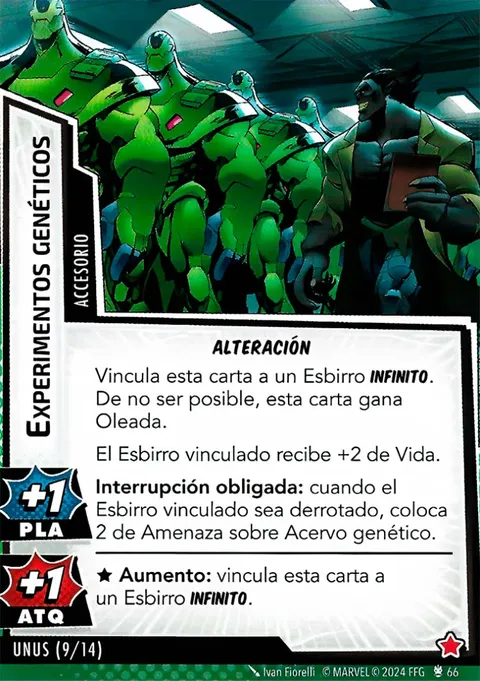 EXPERIMENTOS GENÉTICOS
ACCESORIO
ALTERACIÓN
Vincula esta carta a un Esbirro INFINITO.
De no ser posible, esta carta gana
Oleada.
El Esbirro vinculado recibe +2 de Vida.
Interrupción obligada: cuando el
Esbirro vinculado sea derrotado, coloca
2 de Amenaza sobre Acervo genético.
+1
PLA
★ Aumento: vincula esta carta a
un Esbirro INFINITO.
+1
ATQ
UNUS (9/14)
Ivan Fiorelli © MARVEL © 2024 FFG 66